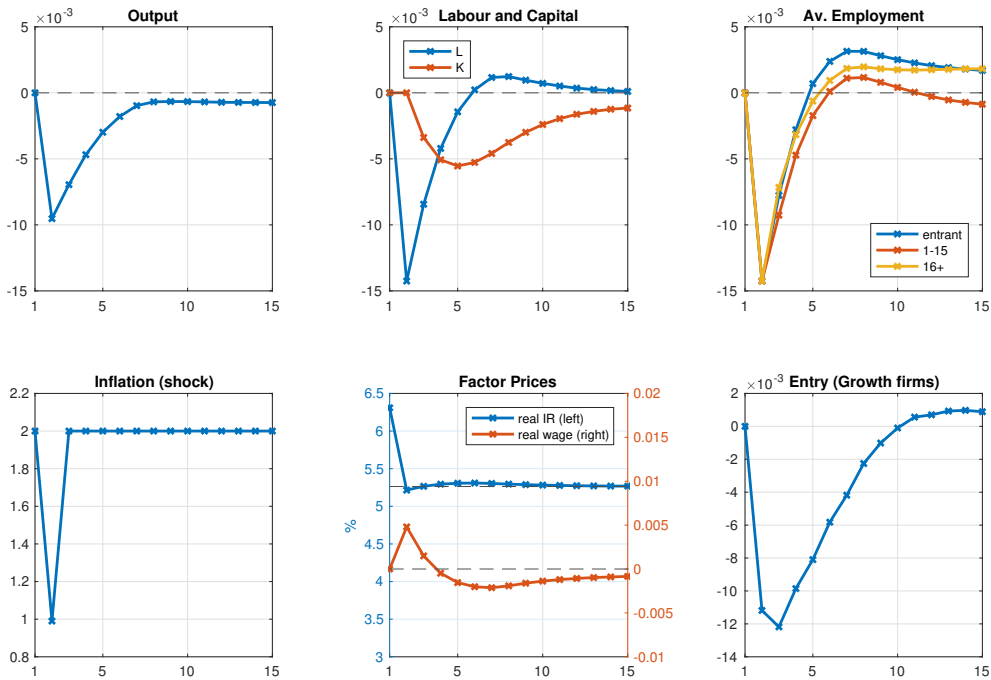 ×10⁻³ Output
5
0
-5
-10
-15
1 5 10 15
×10⁻³ Labour and Capital
5
0
-5
-10
-15
1 5 10 15
L
K
×10⁻³ Av. Employment
5
0
-5
-10
-15
1 5 10 15
entrant
1-15
16+
Inflation (shock)
2.2
2
1.8
1.6
1.4
1.2
1
0.8
1 5 10 15
Factor Prices
6.5
6
5.5
5
4.5
4
3.5
3
%
real IR (left)
real wage (right)
0.02
0.015
0.01
0.005
0
-0.005
-0.01
1 5 10 15
×10⁻³ Entry (Growth firms)
2
0
-2
-4
-6
-8
-10
-12
-14
1 5 10 15